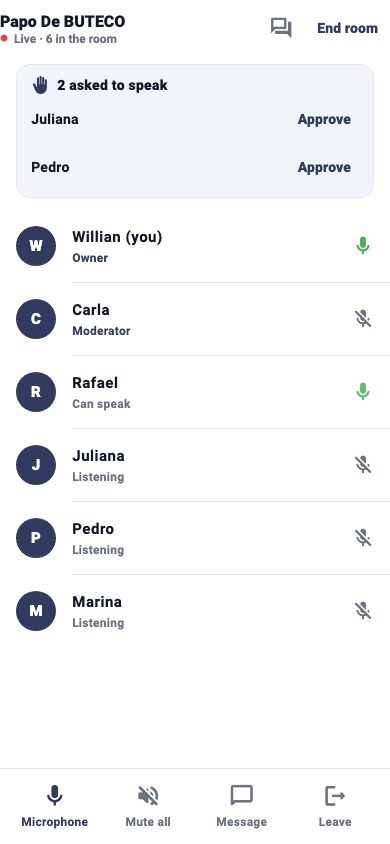 Papo De BUTECO
Live · 6 in the room
End room
2 asked to speak
Juliana
Approve
Pedro
Approve
W
Willian (you)
Owner
C
Carla
Moderator
R
Rafael
Can speak
J
Juliana
Listening
P
Pedro
Listening
M
Marina
Listening
Microphone
Mute all
Message
Leave